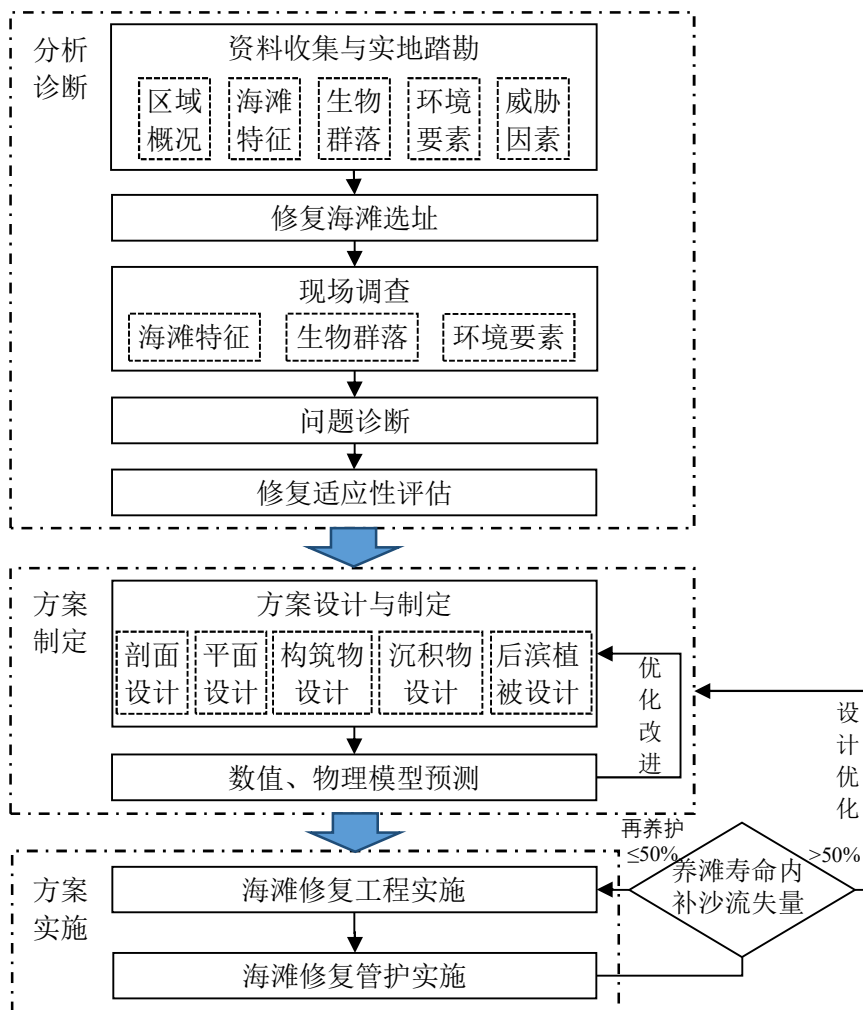 分析
诊断
资料收集与实地踏勘
区域
概况
海滩
特征
生物
群落
环境
要素
威胁
因素
修复海滩选址
现场调查
海滩特征
生物群落
环境要素
问题诊断
修复适应性评估
方案
制定
方案设计与制定
剖面
设计
平面
设计
构筑物
设计
沉积物
设计
后滨植
被设计
优
化
改
进
数值、物理模型预测
设
计
优
化
再养护
≤50%
>50%
养滩寿命内
补沙流失量
方案
实施
海滩修复工程实施
海滩修复管护实施